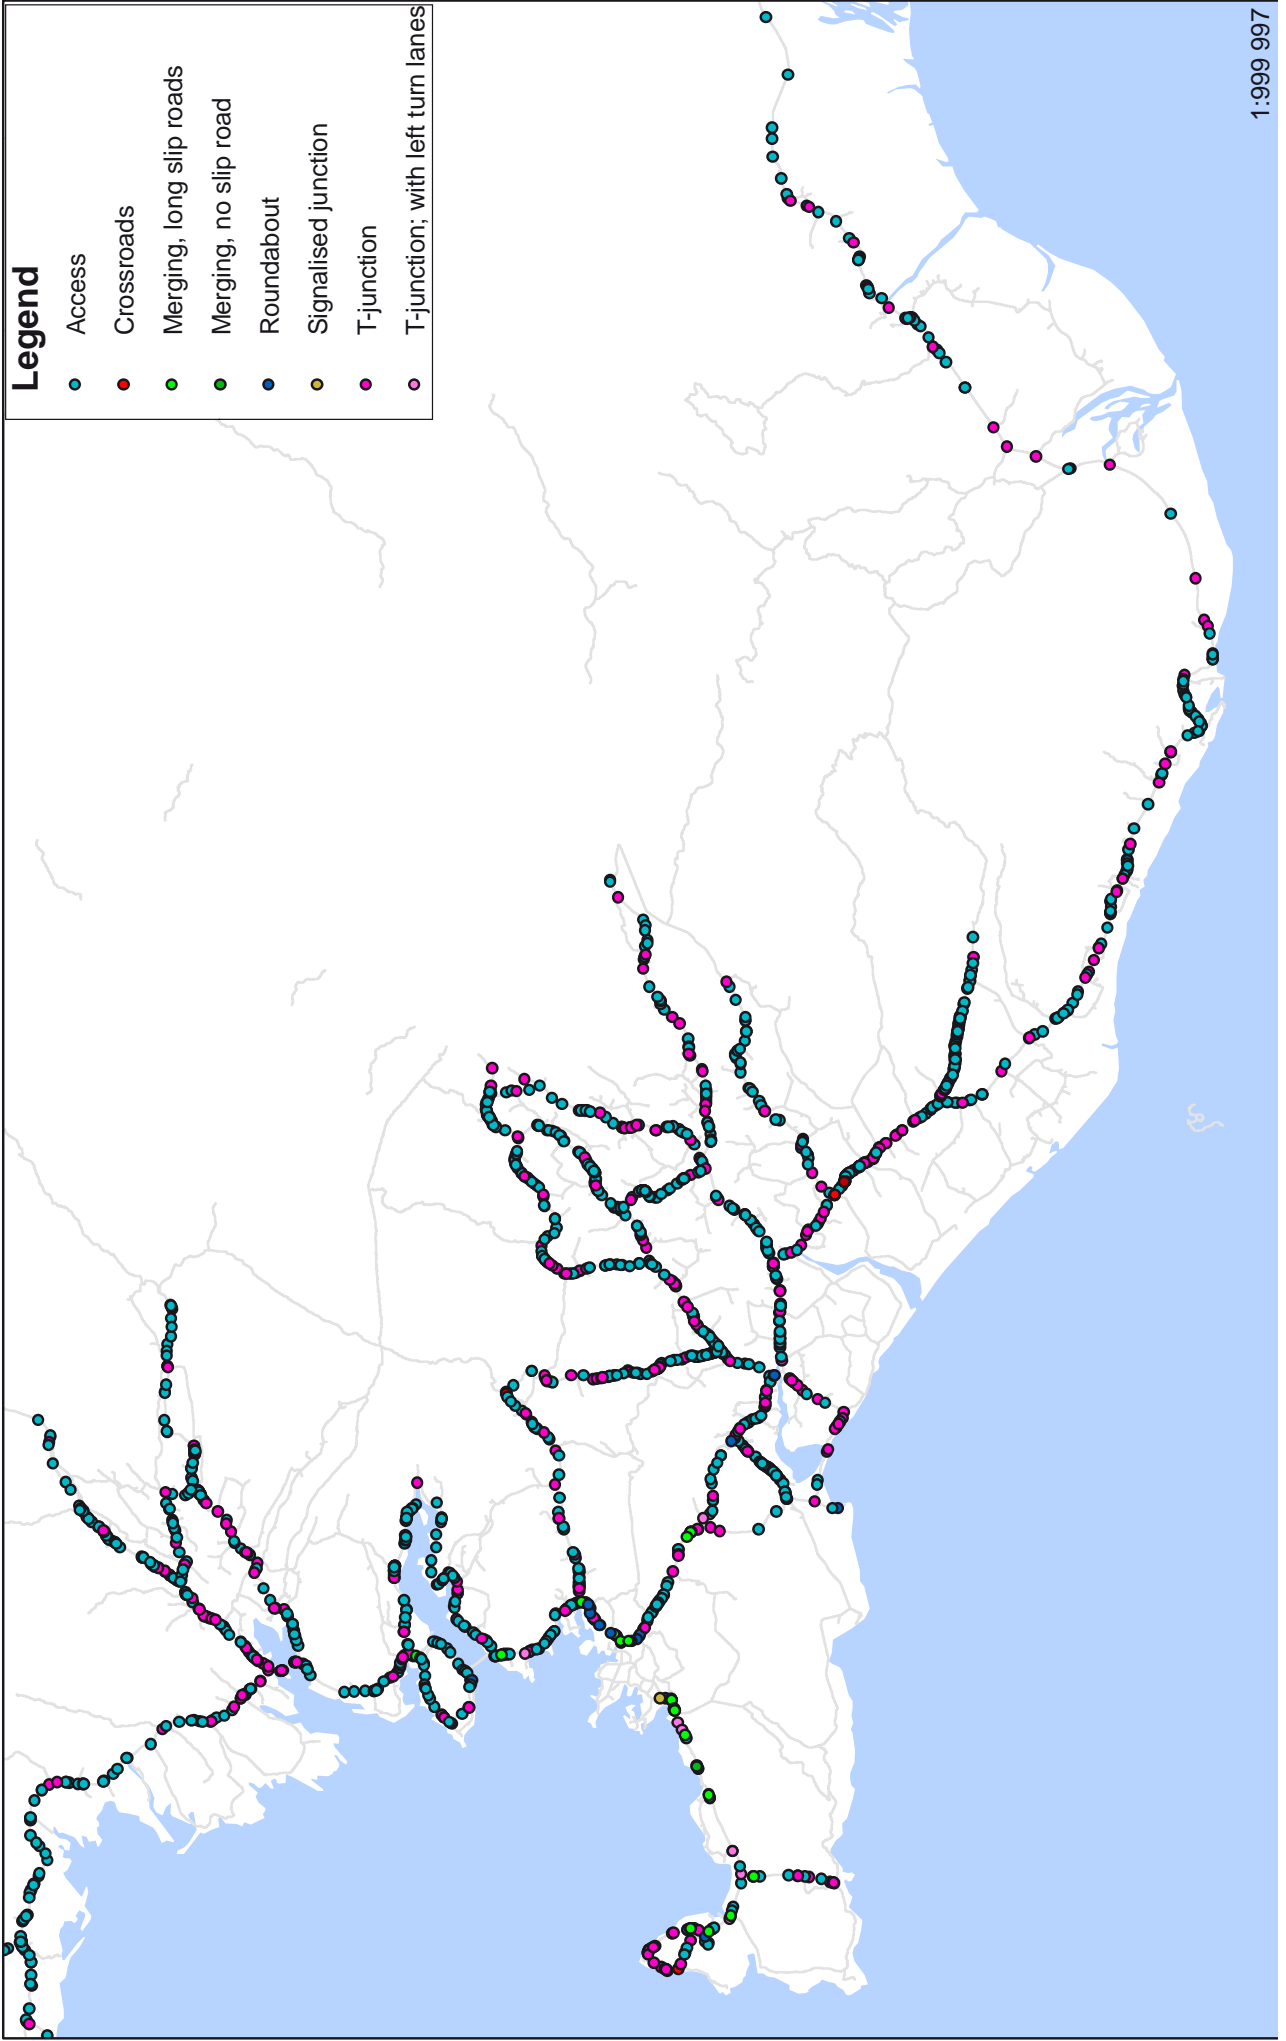 Legend
Access
Crossroads
Merging, long slip roads
Merging, no slip road
Roundabout
Signalised junction
T-junction
T-junction; with left turn lanes
1:999 997